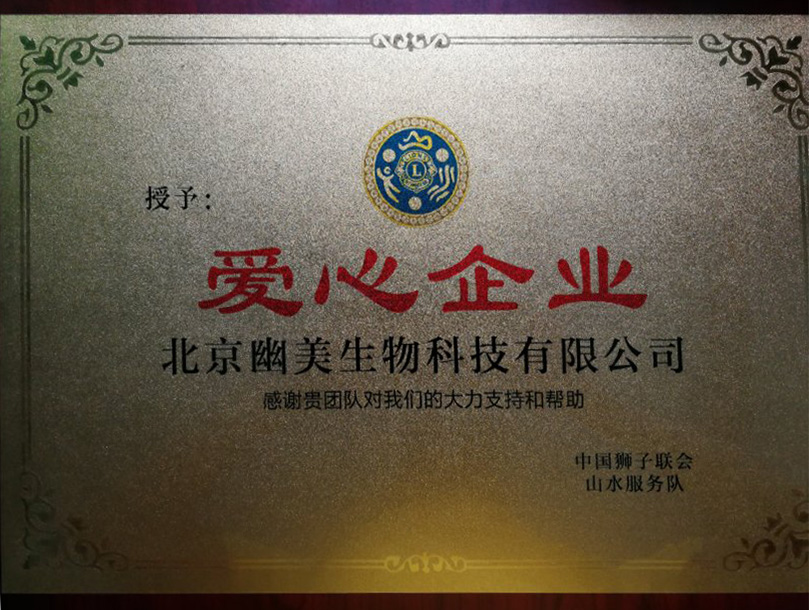 授予：
爱心企业
北京幽美生物科技有限公司
感谢贵团队对我们的大力支持和帮助
中国狮子联会
山水服务队